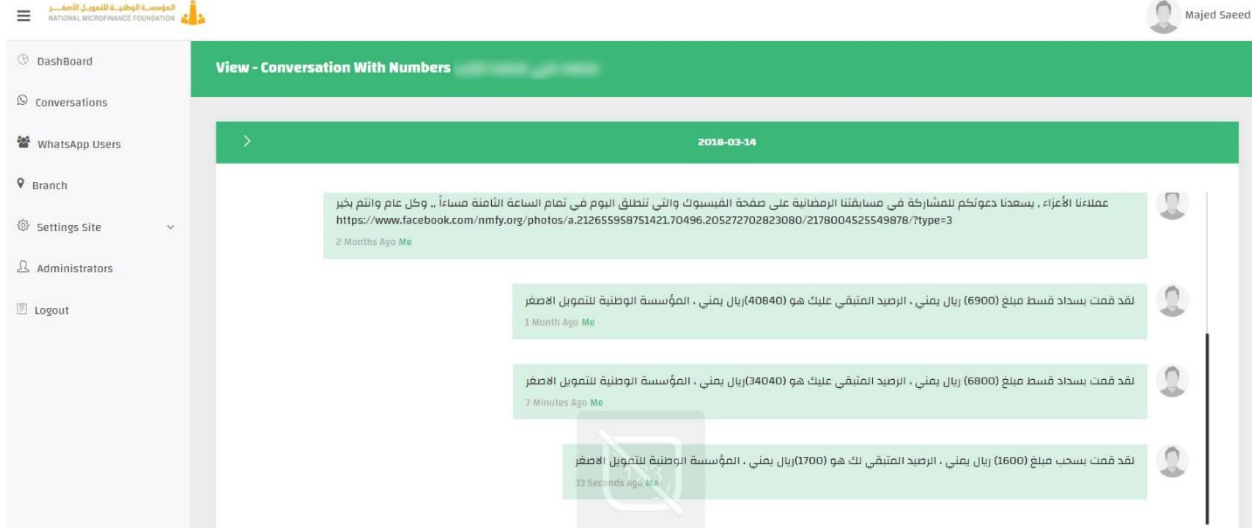 المؤسسة الوطنية للتمويل الأصغر
NATIONAL MICROFINANCE FOUNDATION
Majed Saeed
DashBoard
Conversations
WhatsApp Users
Branch
Settings Site
Administrators
Logout
View - Conversation With Numbers
2018-03-14
عملاءنا الأعزاء , يسعدنا دعوتكم للمشاركة في مسابقتنا الرمضانية على صفحة الفيسبوك والتي تنطلق اليوم في تمام الساعة الثامنة مساءاً ,, وكل عام وانتم بخير
https://www.facebook.com/nmfy.org/photos/a.212655958751421.70496.205272702823080/2178004525549878/?type=3
2 Months Ago Me
لقد قمت بسداد قسط مبلغ (6900) ريال يمني ، الرصيد المتبقي عليك هو (40840)ريال يمني ، المؤسسة الوطنية للتمويل الاصغر
1 Month Ago Me
لقد قمت بسداد قسط مبلغ (6800) ريال يمني ، الرصيد المتبقي عليك هو (34040)ريال يمني ، المؤسسة الوطنية للتمويل الاصغر
7 Minutes Ago Me
لقد قمت بسحب مبلغ (1600) ريال يمني ، الرصيد المتبقي لك هو (1700)ريال يمني ، المؤسسة الوطنية للتمويل الاصغر
33 Seconds Ago Me